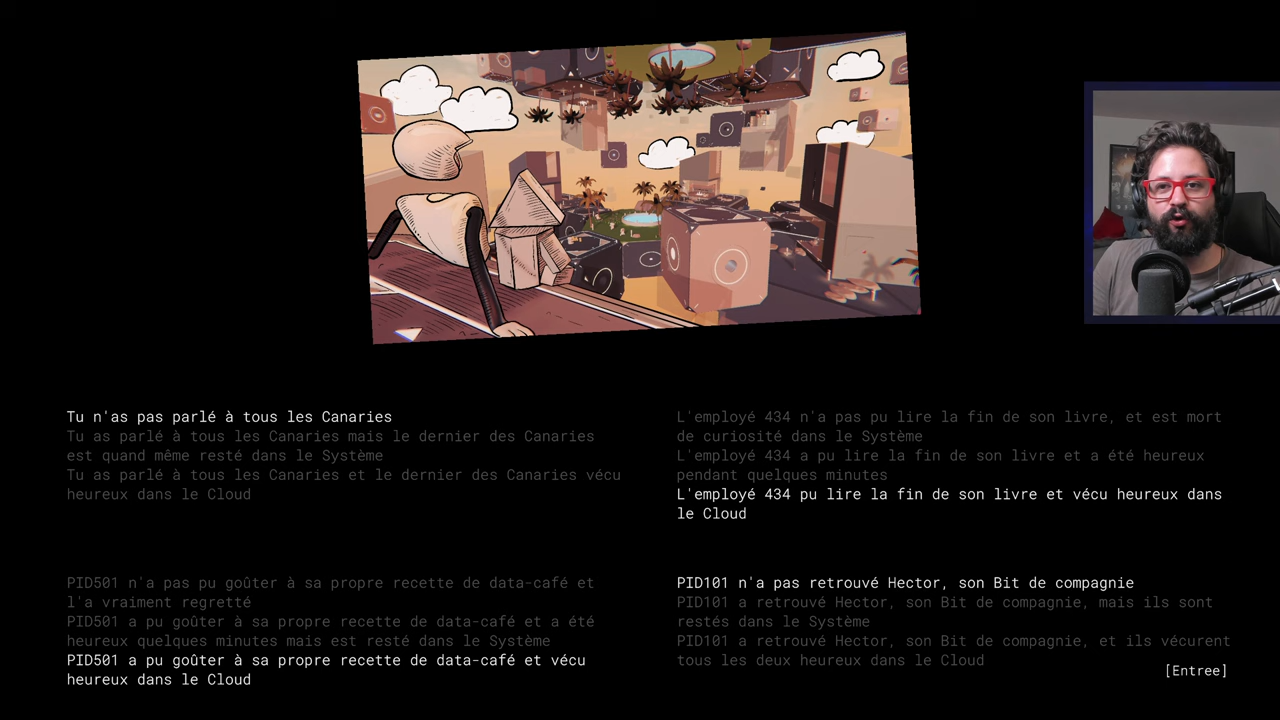 Tu n'as pas parlé à tous les Canaries
Tu as parlé à tous les Canaries mais le dernier des Canaries
est quand même resté dans le Système
Tu as parlé à tous les Canaries et le dernier des Canaries vécu
heureux dans le Cloud
L'employé 434 n'a pas pu lire la fin de son livre, et est mort
de curiosité dans le Système
L'employé 434 a pu lire la fin de son livre et a été heureux
pendant quelques minutes
L'employé 434 pu lire la fin de son livre et vécu heureux dans
le Cloud
PID501 n'a pas pu goûter à sa propre recette de data-café et
l'a vraiment regretté
PID501 a pu goûter à sa propre recette de data-café et a été
heureux quelques minutes mais est resté dans le Système
PID501 a pu goûter à sa propre recette de data-café et vécu
heureux dans le Cloud
PID101 n'a pas retrouvé Hector, son Bit de compagnie
PID101 a retrouvé Hector, son Bit de compagnie, mais ils sont
restés dans le Système
PID101 a retrouvé Hector, son Bit de compagnie, et ils vécurent
tous les deux heureux dans le Cloud
[Entree]